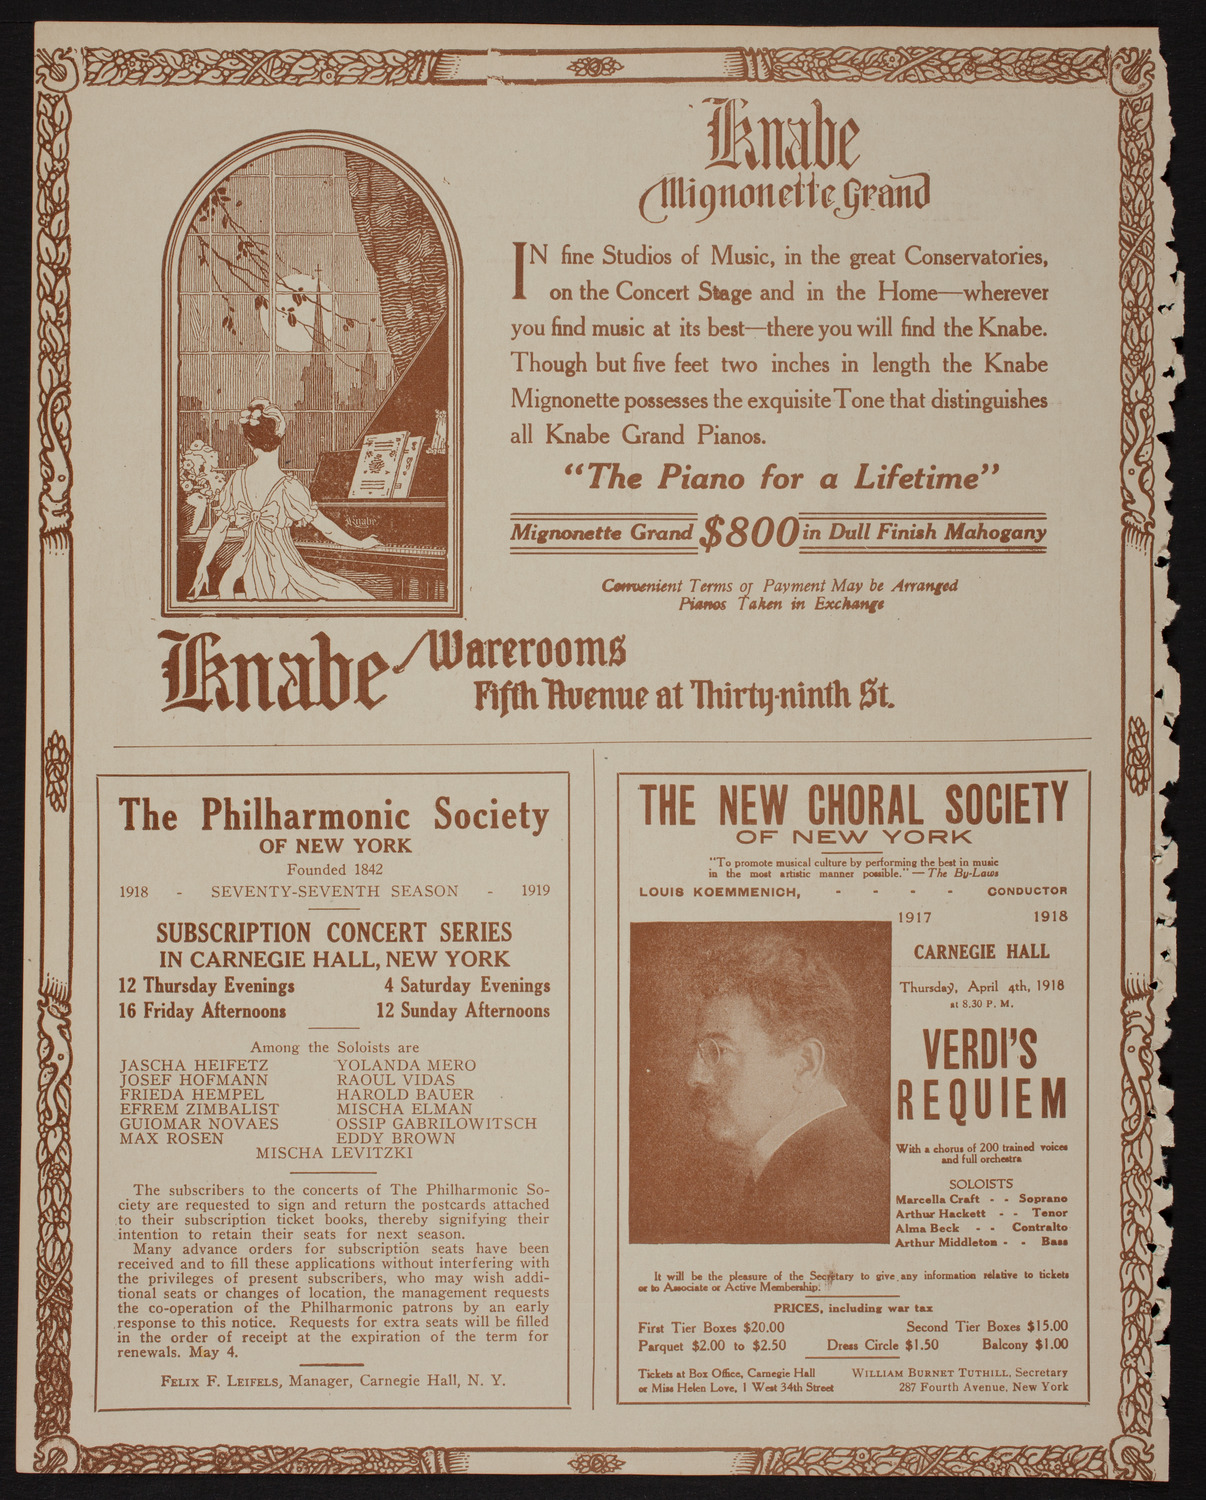 Knabe
Mignonette Grand
IN fine Studios of Music, in the great Conservatories,
on the Concert Stage and in the Home—wherever
you find music at its best—there you will find the Knabe.
Though but five feet two inches in length the Knabe
Mignonette possesses the exquisite Tone that distinguishes
all Knabe Grand Pianos.
"The Piano for a Lifetime"
Mignonette Grand $800 in Dull Finish Mahogany
Convenient Terms of Payment May be Arranged
Pianos Taken in Exchange
Knabe
Knabe Warerooms
Fifth Avenue at Thirty-ninth St.
The Philharmonic Society
OF NEW YORK
Founded 1842
1918 - SEVENTY-SEVENTH SEASON - 1919
SUBSCRIPTION CONCERT SERIES
IN CARNEGIE HALL, NEW YORK
12 Thursday Evenings 4 Saturday Evenings
16 Friday Afternoons 12 Sunday Afternoons
Among the Soloists are
JASCHA HEIFETZ YOLANDA MERO
JOSEF HOFMANN RAOUL VIDAS
FRIEDA HEMPEL HAROLD BAUER
EFREM ZIMBALIST MISCHA ELMAN
GUIOMAR NOVAES OSSIP GABRILOWITSCH
MAX ROSEN EDDY BROWN
MISCHA LEVITZKI
The subscribers to the concerts of The Philharmonic So-
ciety are requested to sign and return the postcards attached
to their subscription ticket books, thereby signifying their
intention to retain their seats for next season.
Many advance orders for subscription seats have been
received and to fill these applications without interfering with
the privileges of present subscribers, who may wish addi-
tional seats or changes of location, the management requests
the co-operation of the Philharmonic patrons by an early
response to this notice. Requests for extra seats will be filled
in the order of receipt at the expiration of the term for
renewals. May 4.
FELIX F. LEIFELS, Manager, Carnegie Hall, N. Y.
THE NEW CHORAL SOCIETY
OF NEW YORK
"To promote musical culture by performing the best in music
in the most artistic manner possible."—The By-Laws
LOUIS KOEMMENICH, - - - - CONDUCTOR
1917 1918
CARNEGIE HALL
Thursday, April 4th, 1918
at 8.30 P. M.
VERDI'S
REQUIEM
With a chorus of 200 trained voices
and full orchestra
SOLOISTS
Marcella Craft - - Soprano
Arthur Hackett - - Tenor
Alma Beck - - Contralto
Arthur Middleton - - Bass
It will be the pleasure of the Secretary to give any information relative to tickets
or to Associate or Active Membership.
PRICES, including war tax
First Tier Boxes $20.00 Second Tier Boxes $15.00
Parquet $2.00 to $2.50 Dress Circle $1.50 Balcony $1.00
Tickets at Box Office, Carnegie Hall WILLIAM BURNET TUTHILL, Secretary
or Miss Helen Love, 1 West 34th Street 287 Fourth Avenue, New York